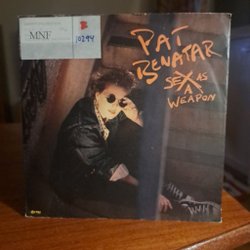 MNF
10294
PAT
BENATAR
SEX AS
A
WEAPON